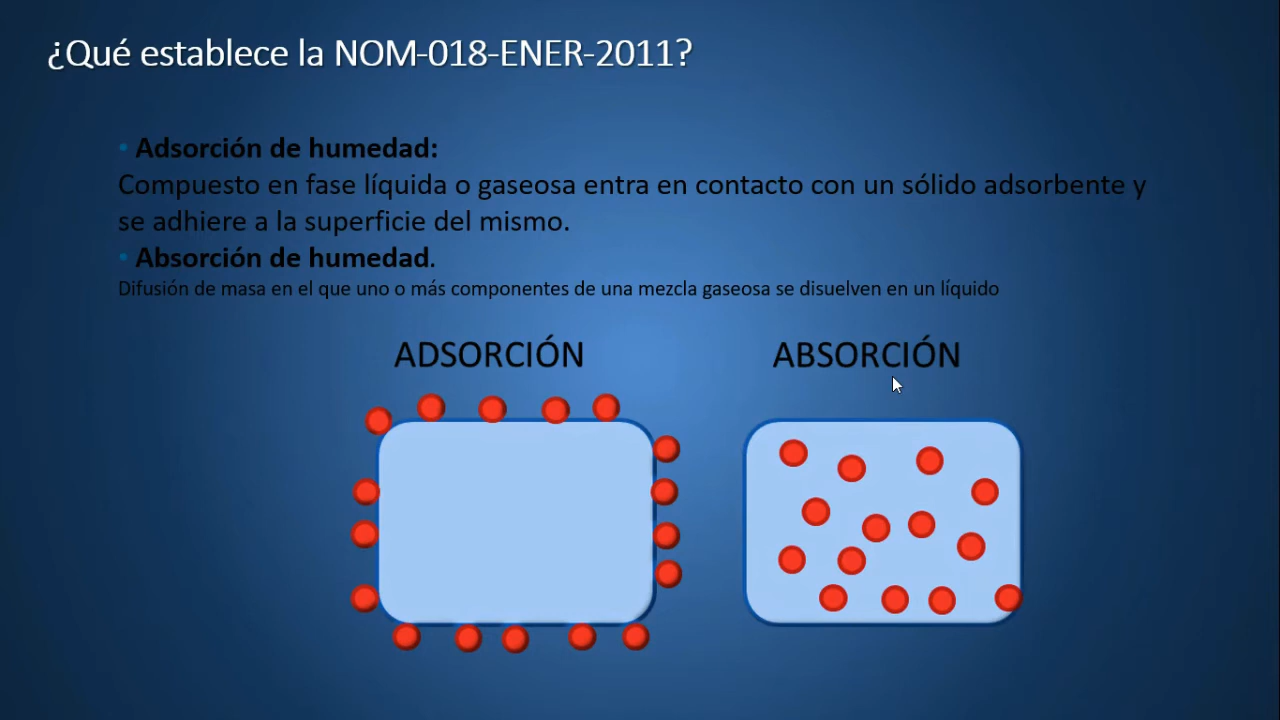 ¿Qué establece la NOM-018-ENER-2011?
• Adsorción de humedad:
Compuesto en fase líquida o gaseosa entra en contacto con un sólido adsorbente y
se adhiere a la superficie del mismo.
• Absorción de humedad.
Difusión de masa en el que uno o más componentes de una mezcla gaseosa se disuelven en un líquido
ADSORCIÓN
ABSORCIÓN